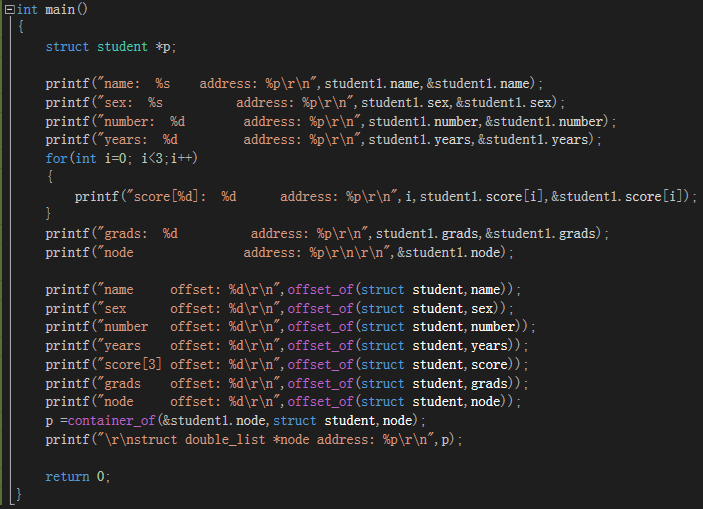 int main()
{
    struct student *p;

    printf("name:  %s    address: %p\r\n",student1.name,&student1.name);
    printf("sex:  %s          address: %p\r\n",student1.sex,&student1.sex);
    printf("number:  %d        address: %p\r\n",student1.number,&student1.number);
    printf("years:  %d         address: %p\r\n",student1.years,&student1.years);
    for(int i=0; i<3;i++)
    {
        printf("score[%d]:  %d      address: %p\r\n",i,student1.score[i],&student1.score[i]);
    }
    printf("grads:  %d          address: %p\r\n",student1.grads,&student1.grads);
    printf("node               address: %p\r\n\r\n",&student1.node);

    printf("name     offset: %d\r\n",offset_of(struct student,name));
    printf("sex      offset: %d\r\n",offset_of(struct student,sex));
    printf("number   offset: %d\r\n",offset_of(struct student,number));
    printf("years    offset: %d\r\n",offset_of(struct student,years));
    printf("score[3] offset: %d\r\n",offset_of(struct student,score));
    printf("grads    offset: %d\r\n",offset_of(struct student,grads));
    printf("node     offset: %d\r\n",offset_of(struct student,node));
    p =container_of(&student1.node,struct student,node);
    printf("\r\nstruct double_list *node address: %p\r\n",p);

    return 0;
}